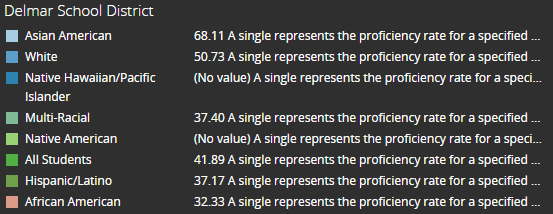 Delmar School District
Asian American 68.11 A single represents the proficiency rate for a specified ...
White 50.73 A single represents the proficiency rate for a specified ...
Native Hawaiian/Pacific (No value) A single represents the proficiency rate for a speci...
Islander
Multi-Racial 37.40 A single represents the proficiency rate for a specified ...
Native American (No value) A single represents the proficiency rate for a speci...
All Students 41.89 A single represents the proficiency rate for a specified ...
Hispanic/Latino 37.17 A single represents the proficiency rate for a specified ...
African American 32.33 A single represents the proficiency rate for a specified ...